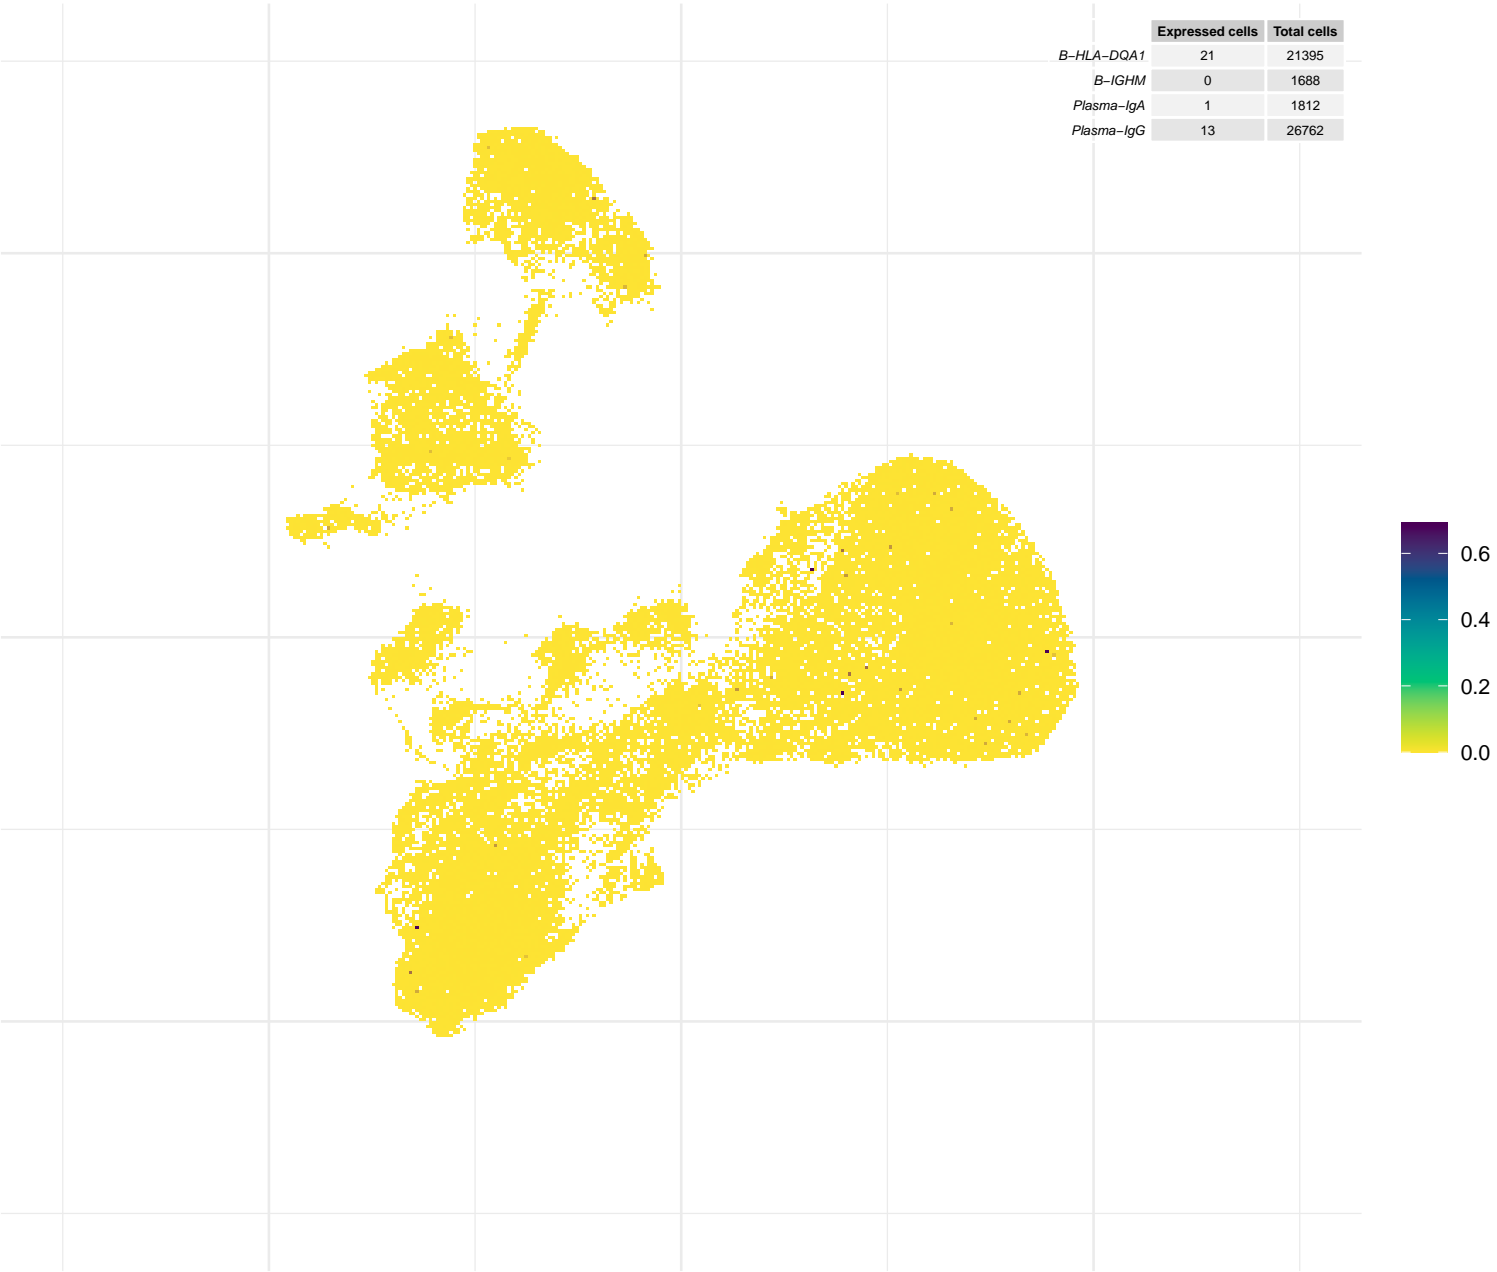 Expressed cells Total cells
B−HLA−DQA1 21 21395
B−IGHM 0 1688
Plasma−IgA 1 1812
Plasma−IgG 13 26762
0.6
0.4
0.2
0.0